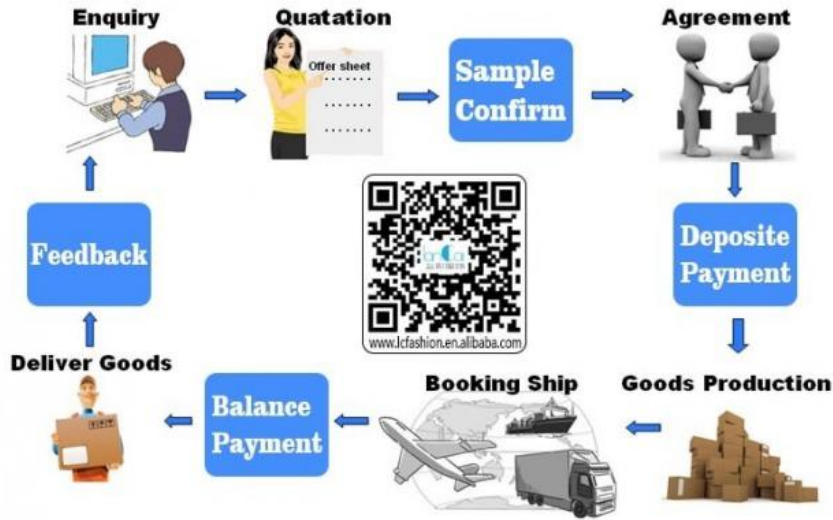 Enquiry
Quatation
Agreement
Offer sheet
Sample
Confirm
Feedback
Deposite
Payment
www.lcfashion.en.alibaba.com
Deliver Goods
Balance
Payment
Booking Ship
Goods Production